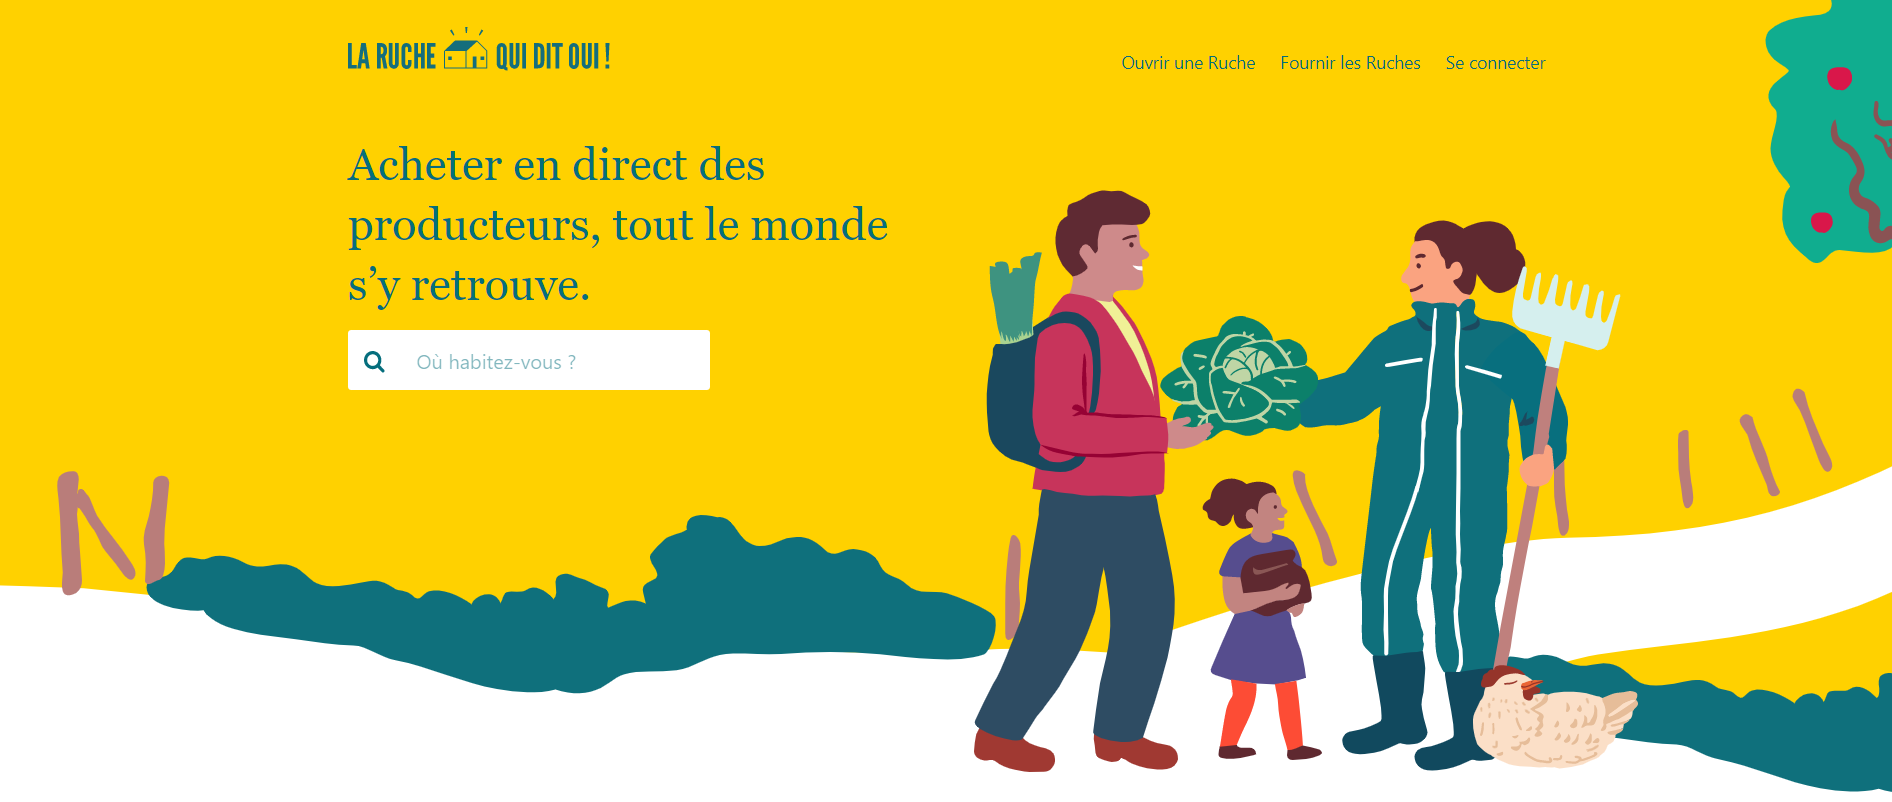 LA RUCHE QUI DIT OUI !
Ouvrir une Ruche Fournir les Ruches Se connecter
Acheter en direct des
producteurs, tout le monde
s’y retrouve.
Où habitez-vous ?